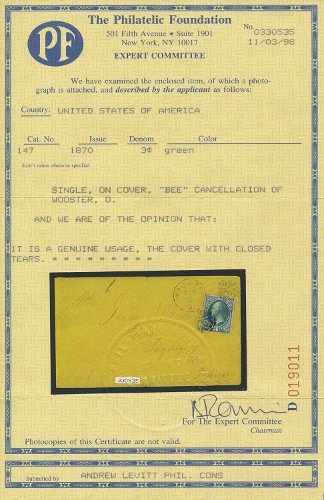 PF
The Philatelic Foundation
501 Fifth Avenue • Suite 1901
New York, NY 10017
EXPERT COMMITTEE
No. 0330535
11/03/98
We have examined the enclosed item, of which a photo-
graph is attached, and described by the applicant as follows:
Country: UNITED STATES OF AMERICA
Cat. No. Issue Denom. Color
147 1870 3¢ green
Scott's unless otherwise specified.
SINGLE, ON COVER, "BEE" CANCELLATION OF
WOOSTER, O.
AND WE ARE OF THE OPINION THAT:
IT IS A GENUINE USAGE, THE COVER WITH CLOSED
TEARS. * * * * * * * *
330535
D 019011
For The Expert Committee
Chairman
Photocopies of this Certificate are not valid.
Submitted by ANDREW LEVITT PHIL. CONS